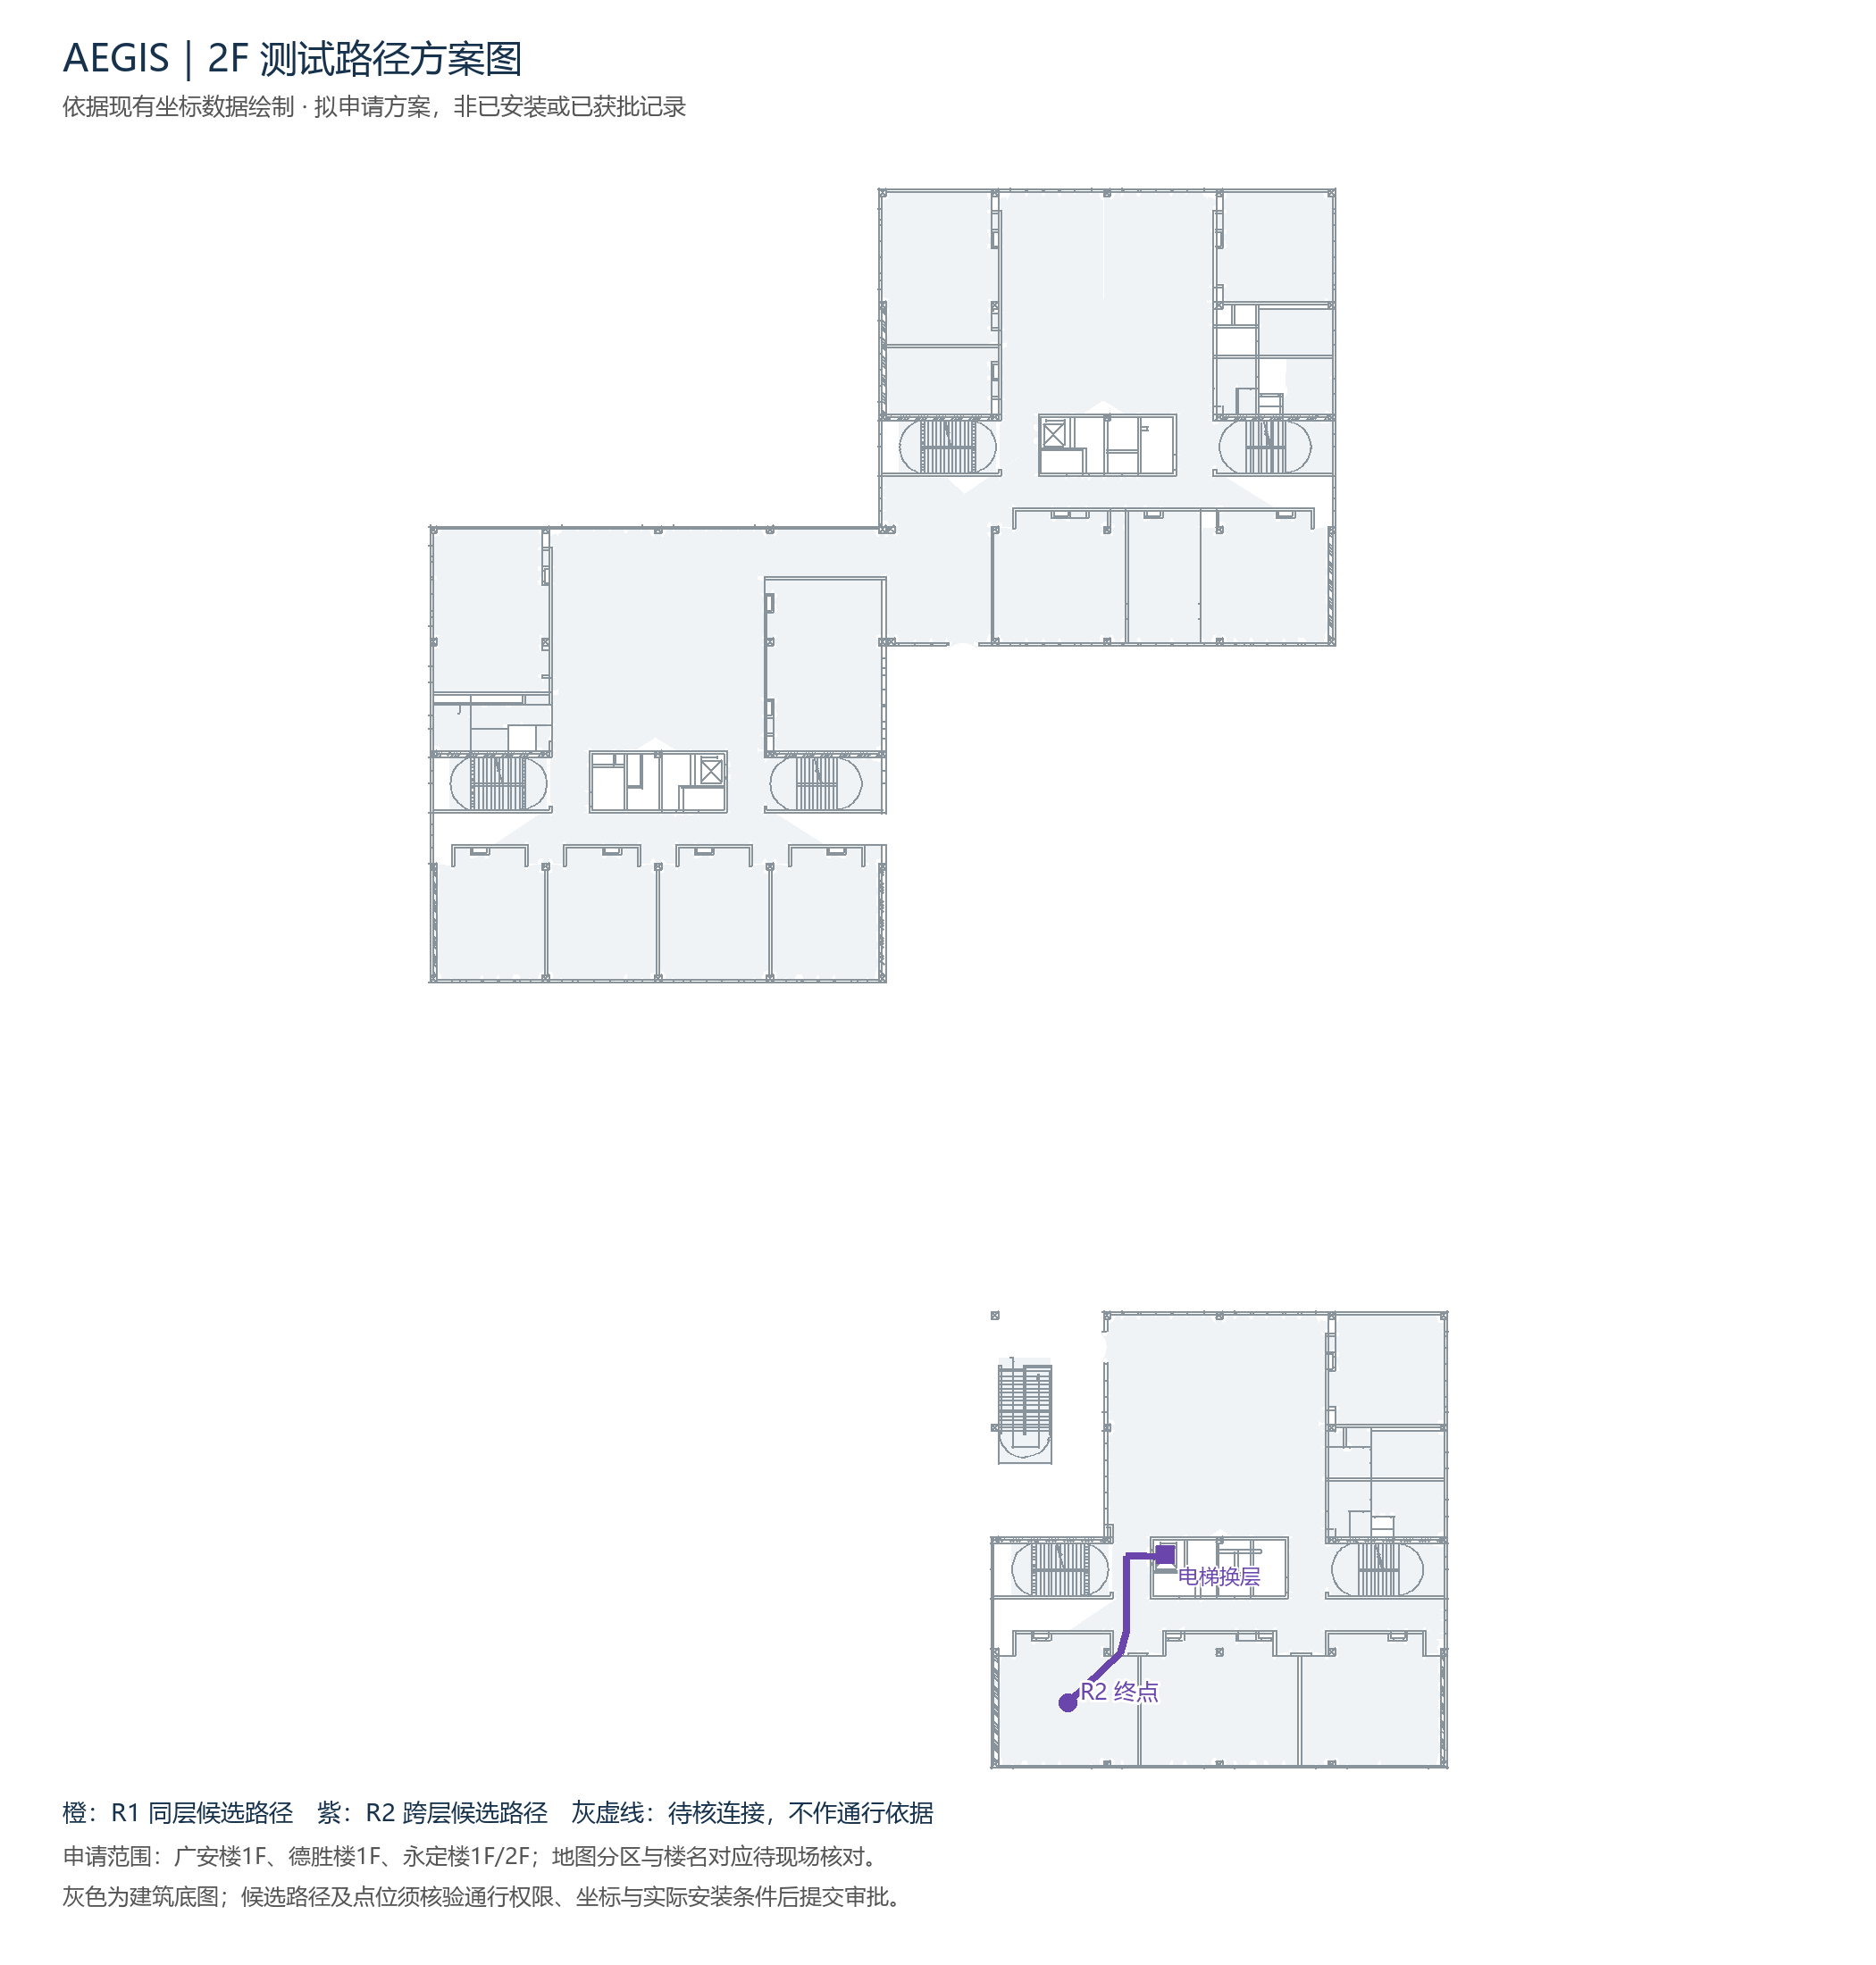 AEGIS｜2F 测试路径方案图
依据现有坐标数据绘制 · 拟申请方案，非已安装或已获批记录
电梯换层
R2 终点
橙：R1 同层候选路径　紫：R2 跨层候选路径　灰虚线：待核连接，不作通行依据
申请范围：广安楼1F、德胜楼1F、永定楼1F/2F；地图分区与楼名对应待现场核对。
灰色为建筑底图；候选路径及点位须核验通行权限、坐标与实际安装条件后提交审批。